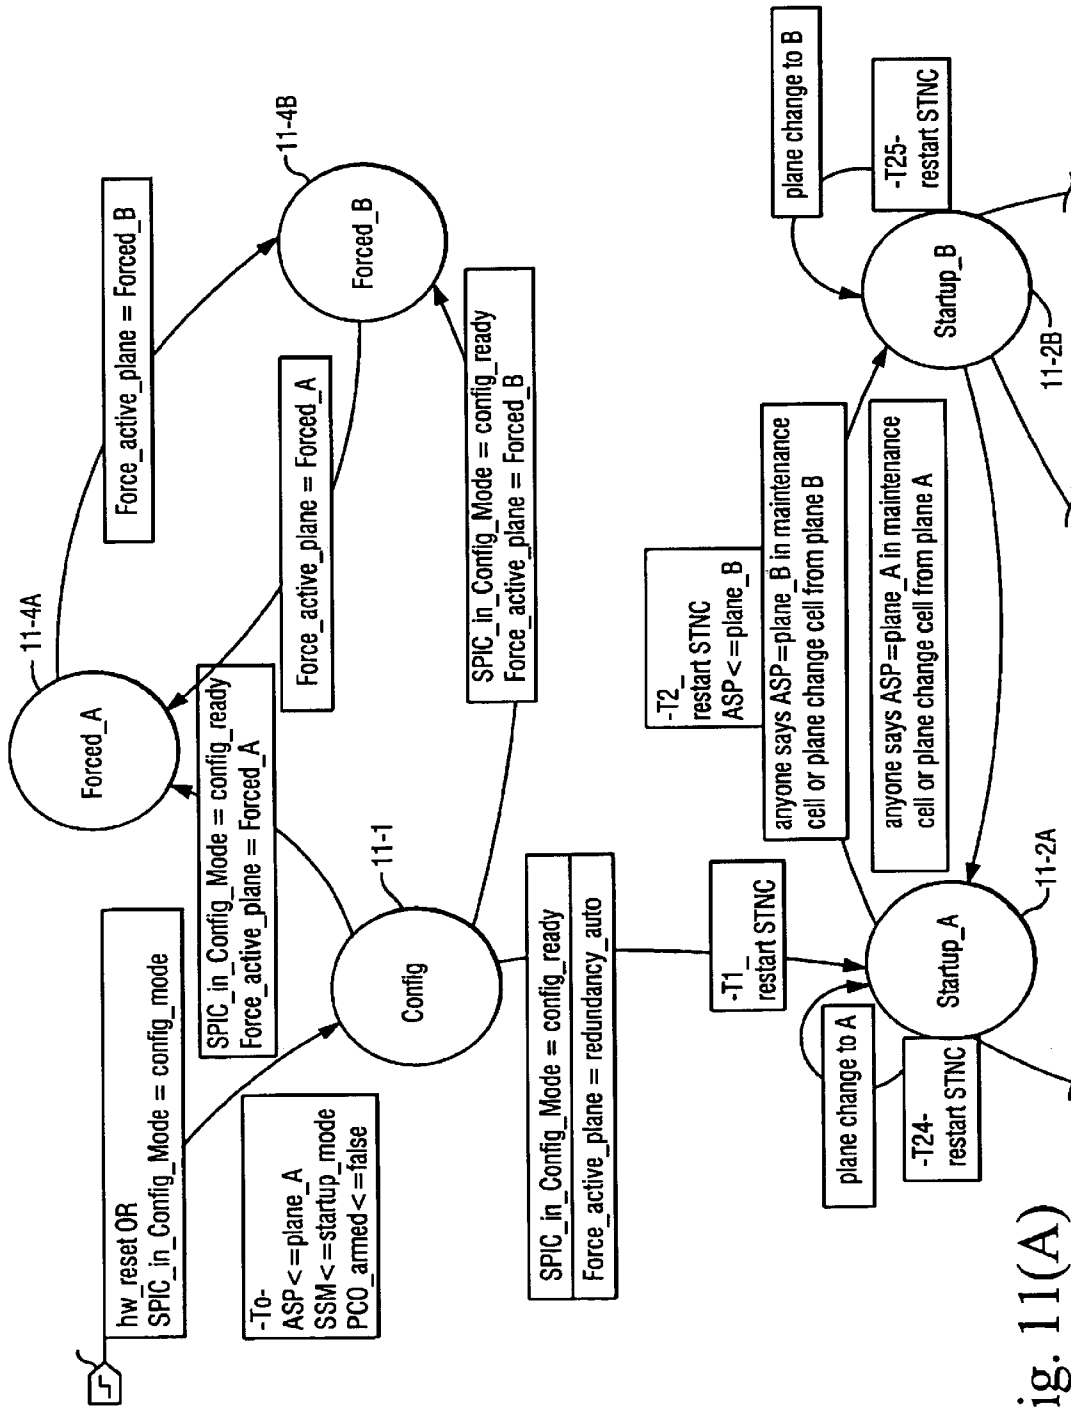 hw_reset OR
SPIC_in_Config_Mode = config_mode
-To-
ASP<=plane_A
SSM<=startup_mode
PCO_armed<=false
Config
11-1
SPIC_in_Config_Mode = config_ready
Force_active_plane = Forced_A
Forced_A
11-4A
Force_active_plane = Forced_B
Force_active_plane = Forced_A
Forced_B
11-4B
SPIC_in_Config_Mode = config_ready
Force_active_plane = Forced_B
SPIC_in_Config_Mode = config_ready
Force_active_plane = redundancy_auto
-T1_
restart STNC
-T2_
restart STNC
ASP<=plane_B
anyone says ASP=plane_B in maintenance
cell or plane change cell from plane B
anyone says ASP=plane_A in maintenance
cell or plane change cell from plane A
plane change to A
-T24-
restart STNC
Startup_A
11-2A
plane change to B
-T25-
restart STNC
Startup_B
11-2B
ig. 11(A)